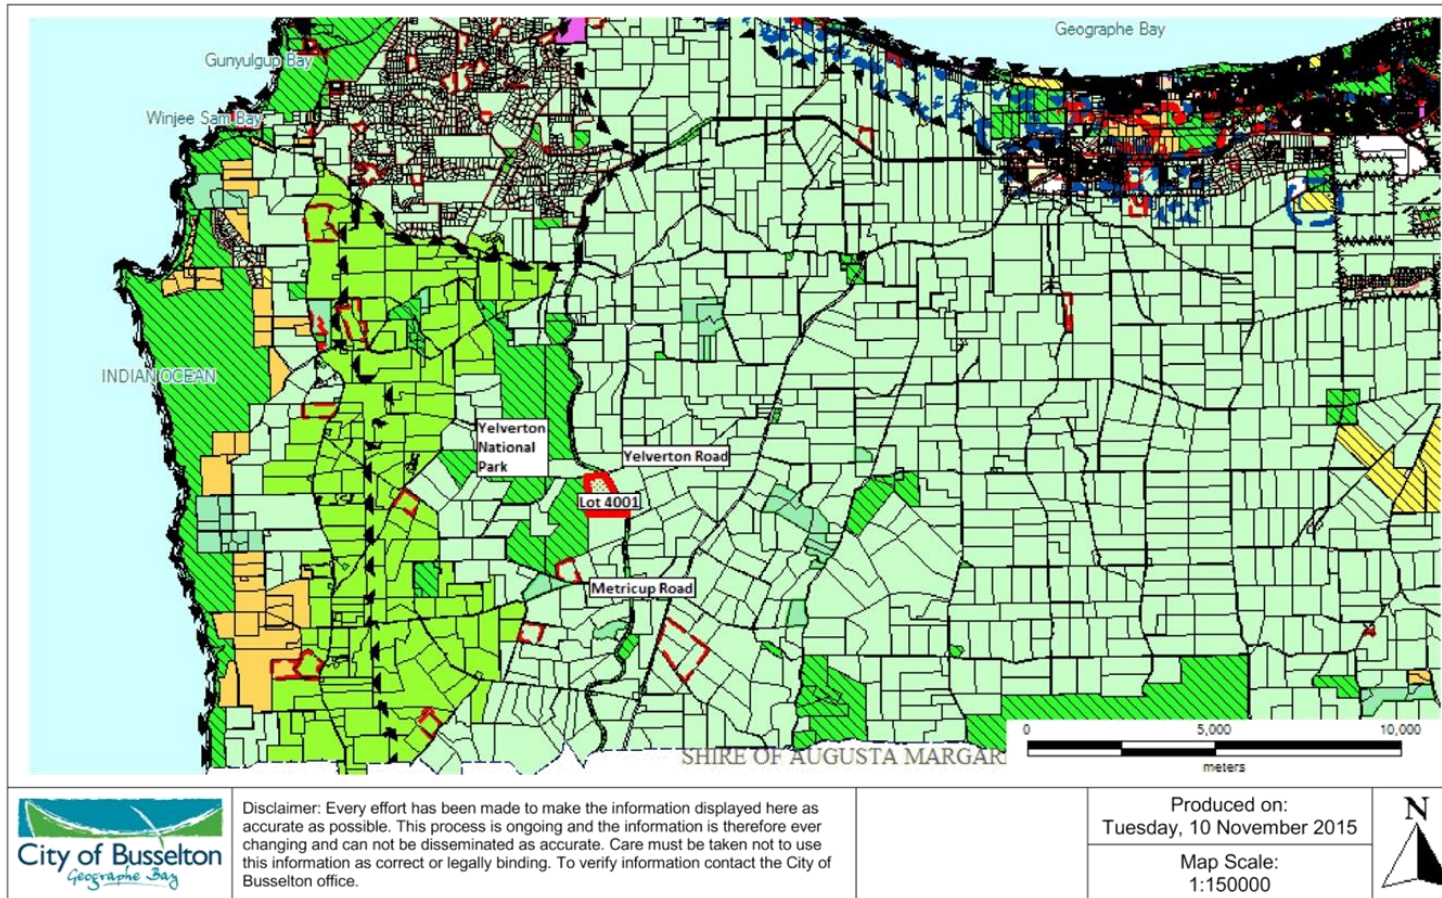 Geographe Bay
Gunyulgup Bay
Winjee Sam Bay
INDIAN OCEAN
Yelverton
National
Park
Yelverton Road
Lot 4001
Metricup Road
SHIRE OF AUGUSTA MARGAR
0 5,000 10,000
meters
City of Busselton
Geographe Bay
Disclaimer: Every effort has been made to make the information displayed here as
accurate as possible. This process is ongoing and the information is therefore ever
changing and can not be disseminated as accurate. Care must be taken not to use
this information as correct or legally binding. To verify information contact the City of
Busselton office.
Produced on:
Tuesday, 10 November 2015
Map Scale:
1:150000
N